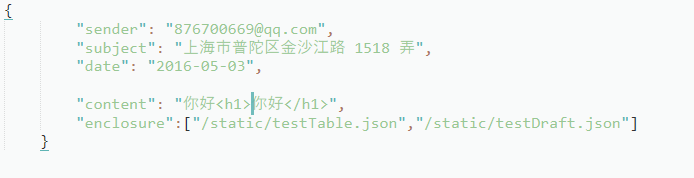 {
"sender": "876700669@qq.com",
"subject": "上海市普陀区金沙江路 1518 弄",
"date": "2016-05-03",
"content": "你好<h1>你好</h1>",
"enclosure":["/static/testTable.json","/static/testDraft.json"]
}